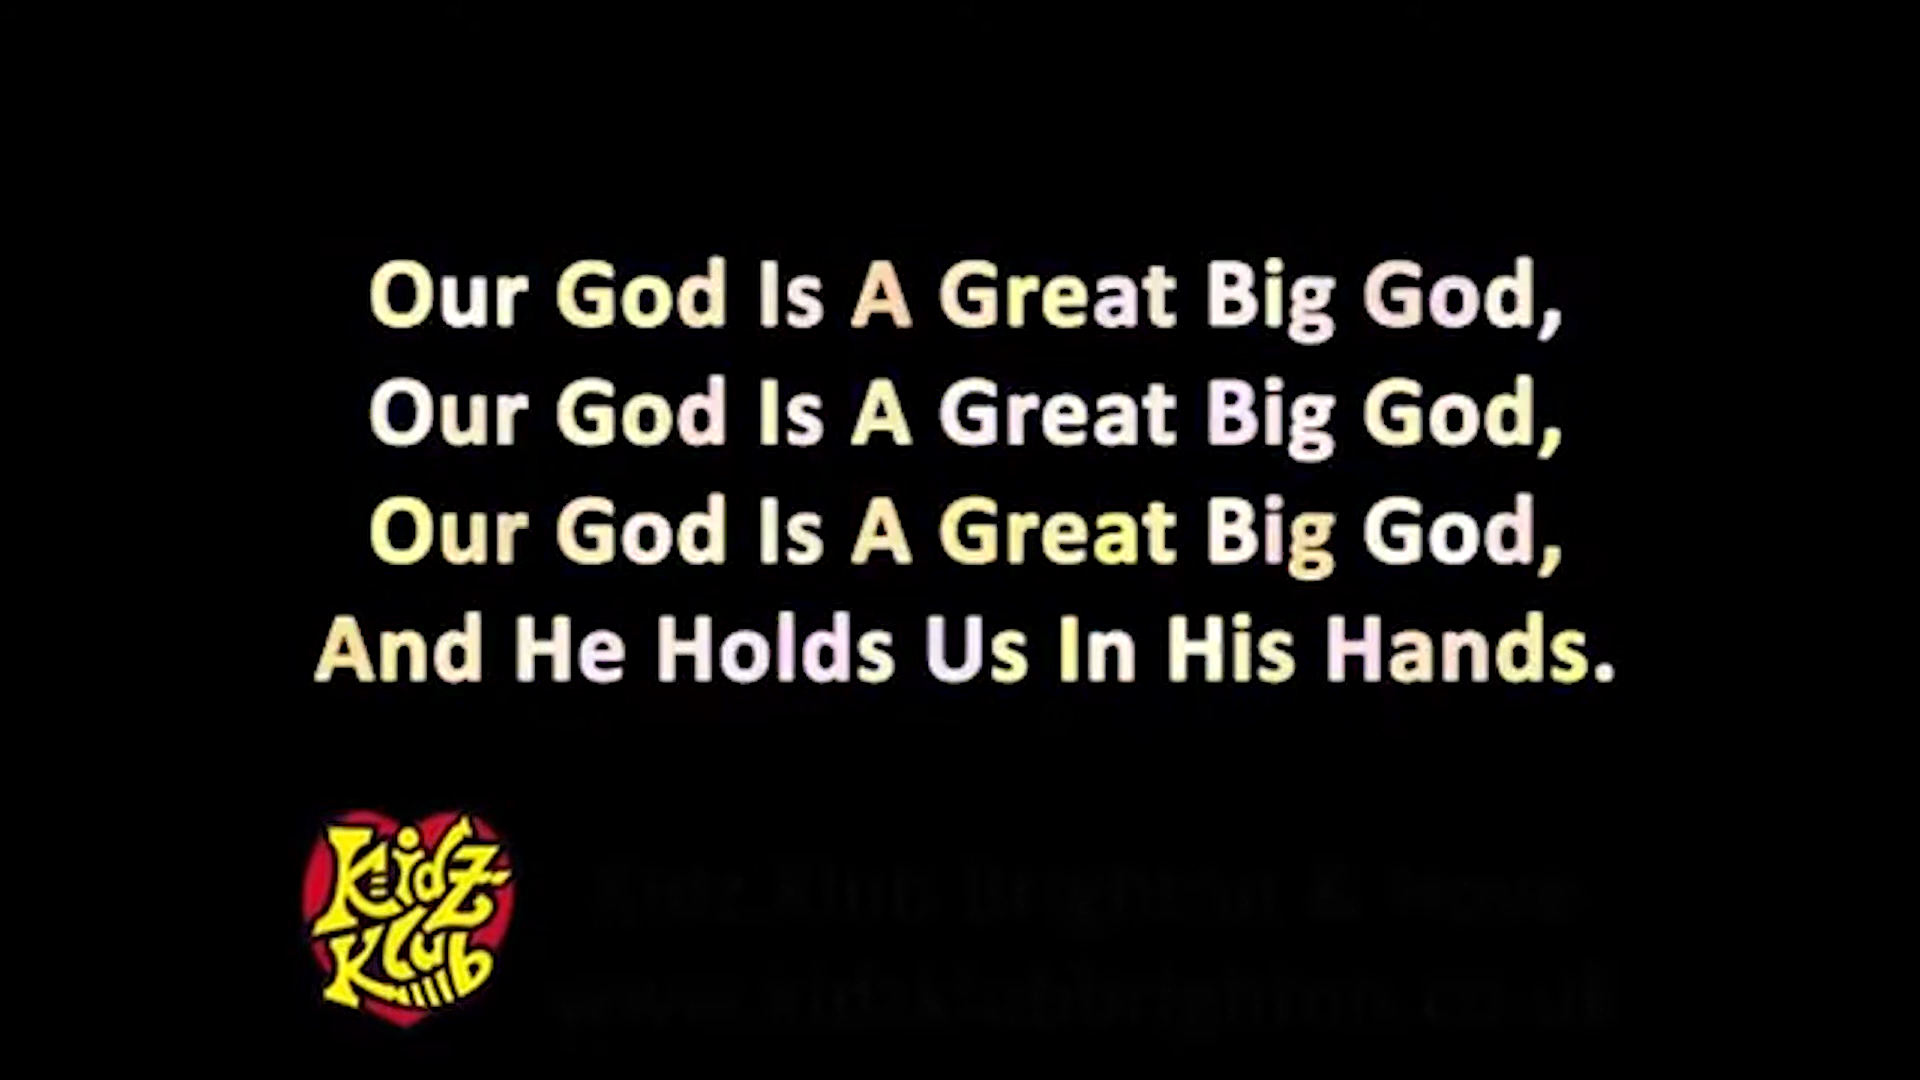 Our God Is A Great Big God,
Our God Is A Great Big God,
Our God Is A Great Big God,
And He Holds Us In His Hands.
Kidz
Klub